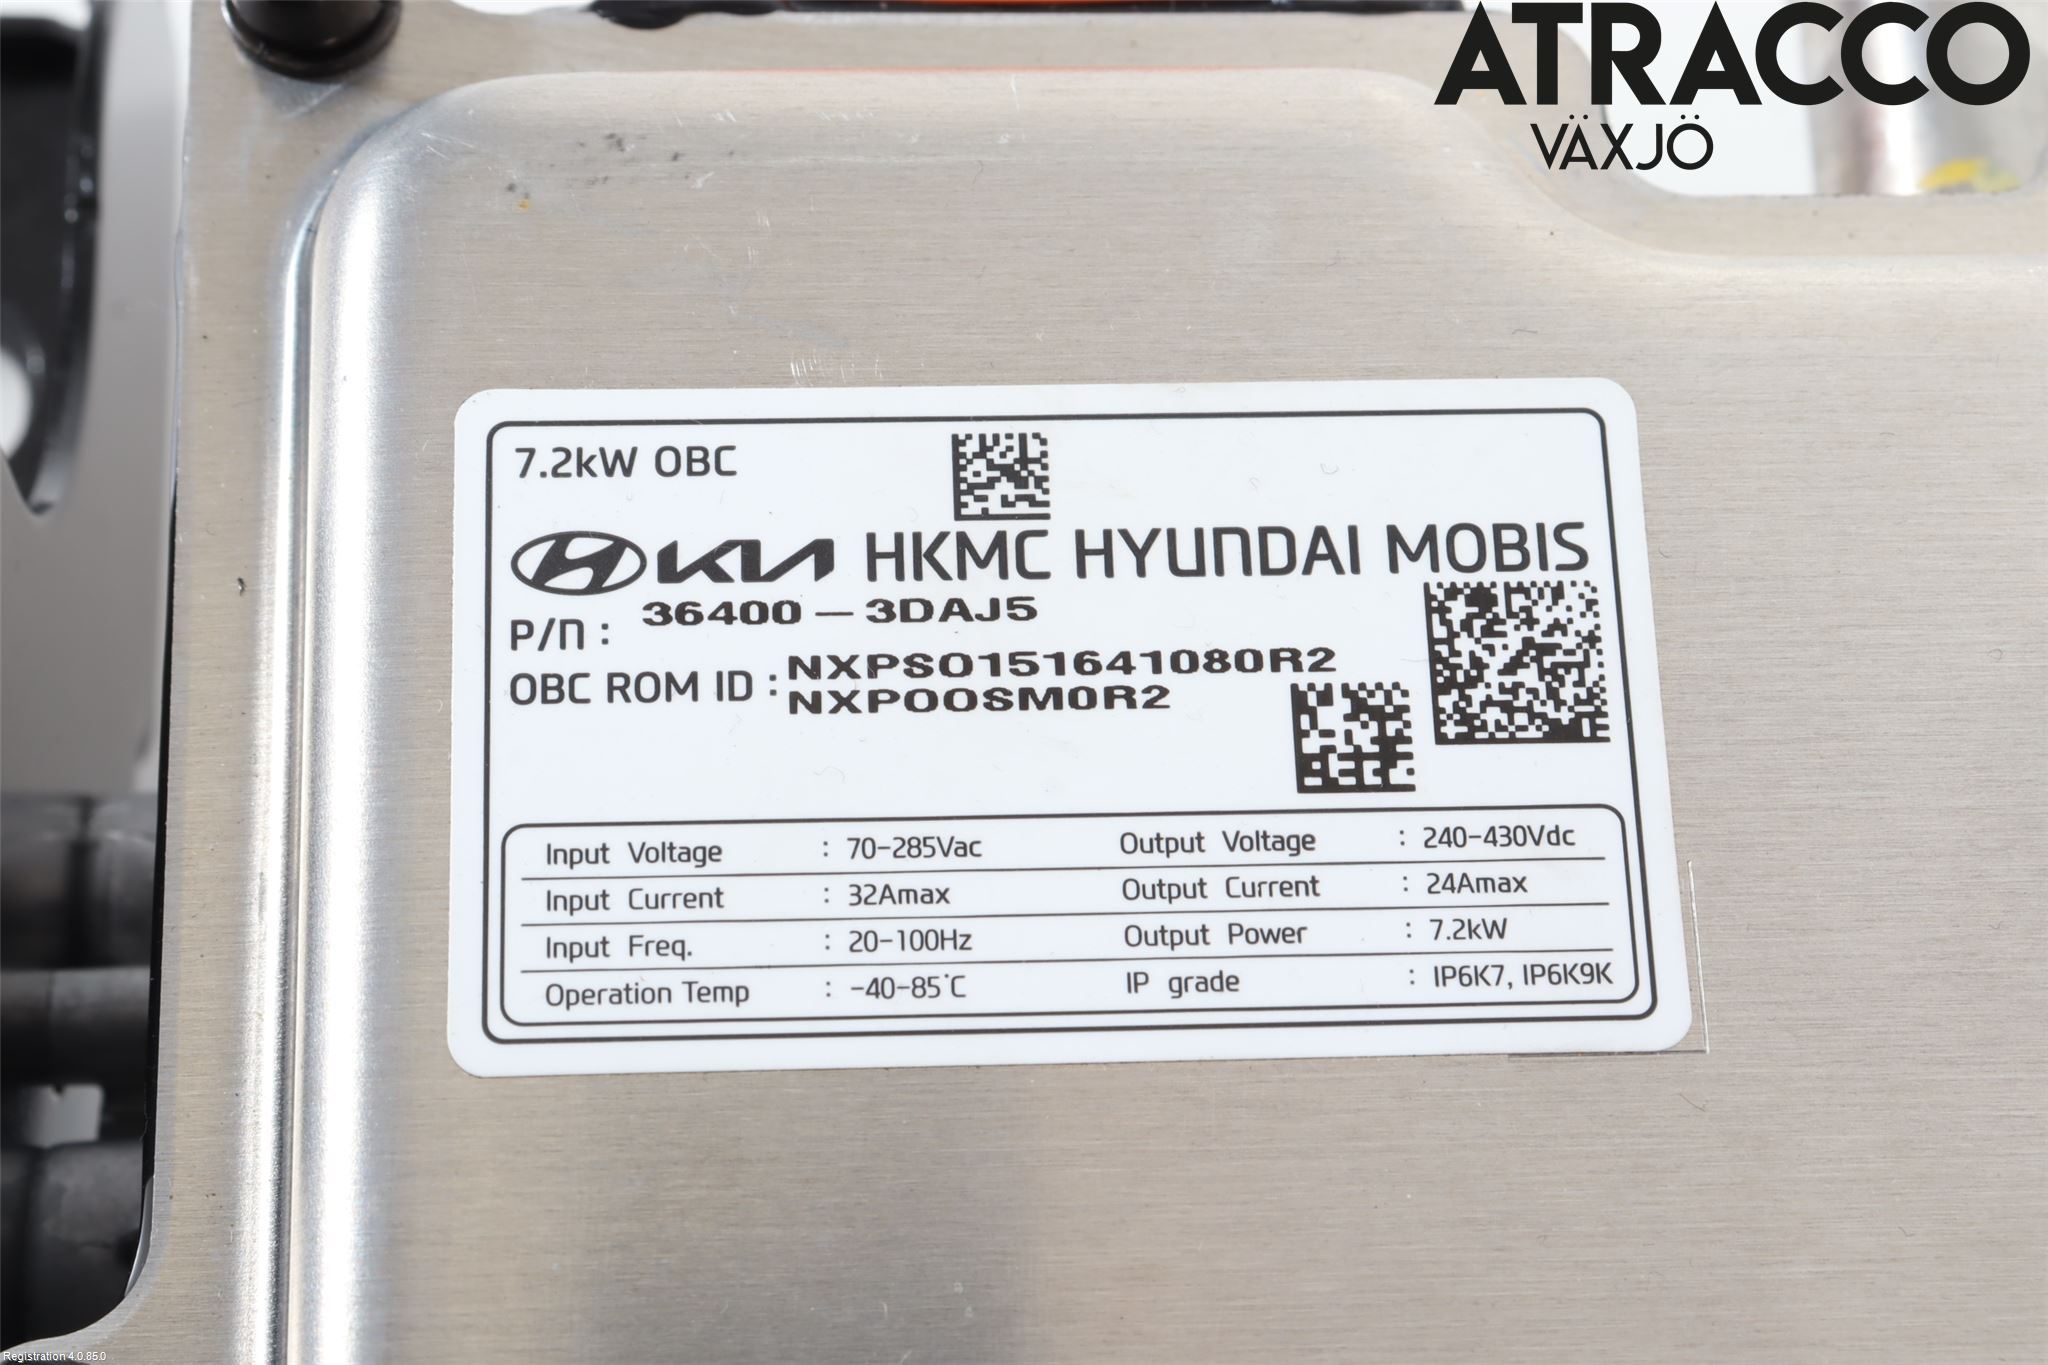 ATRACCO
VÄXJÖ
7.2kW OBC
KIA HKMC HYUNDAI MOBIS
P/N : 36400 – 3DAJ5
OBC ROM ID : NXPS0151641080R2
NXP00SM0R2
Input Voltage : 70-285Vac Output Voltage : 240-430Vdc
Input Current : 32Amax Output Current : 24Amax
Input Freq. : 20-100Hz Output Power : 7.2kW
Operation Temp : -40-85℃ IP grade : IP6K7, IP6K9K
Registration 4.0.85.0